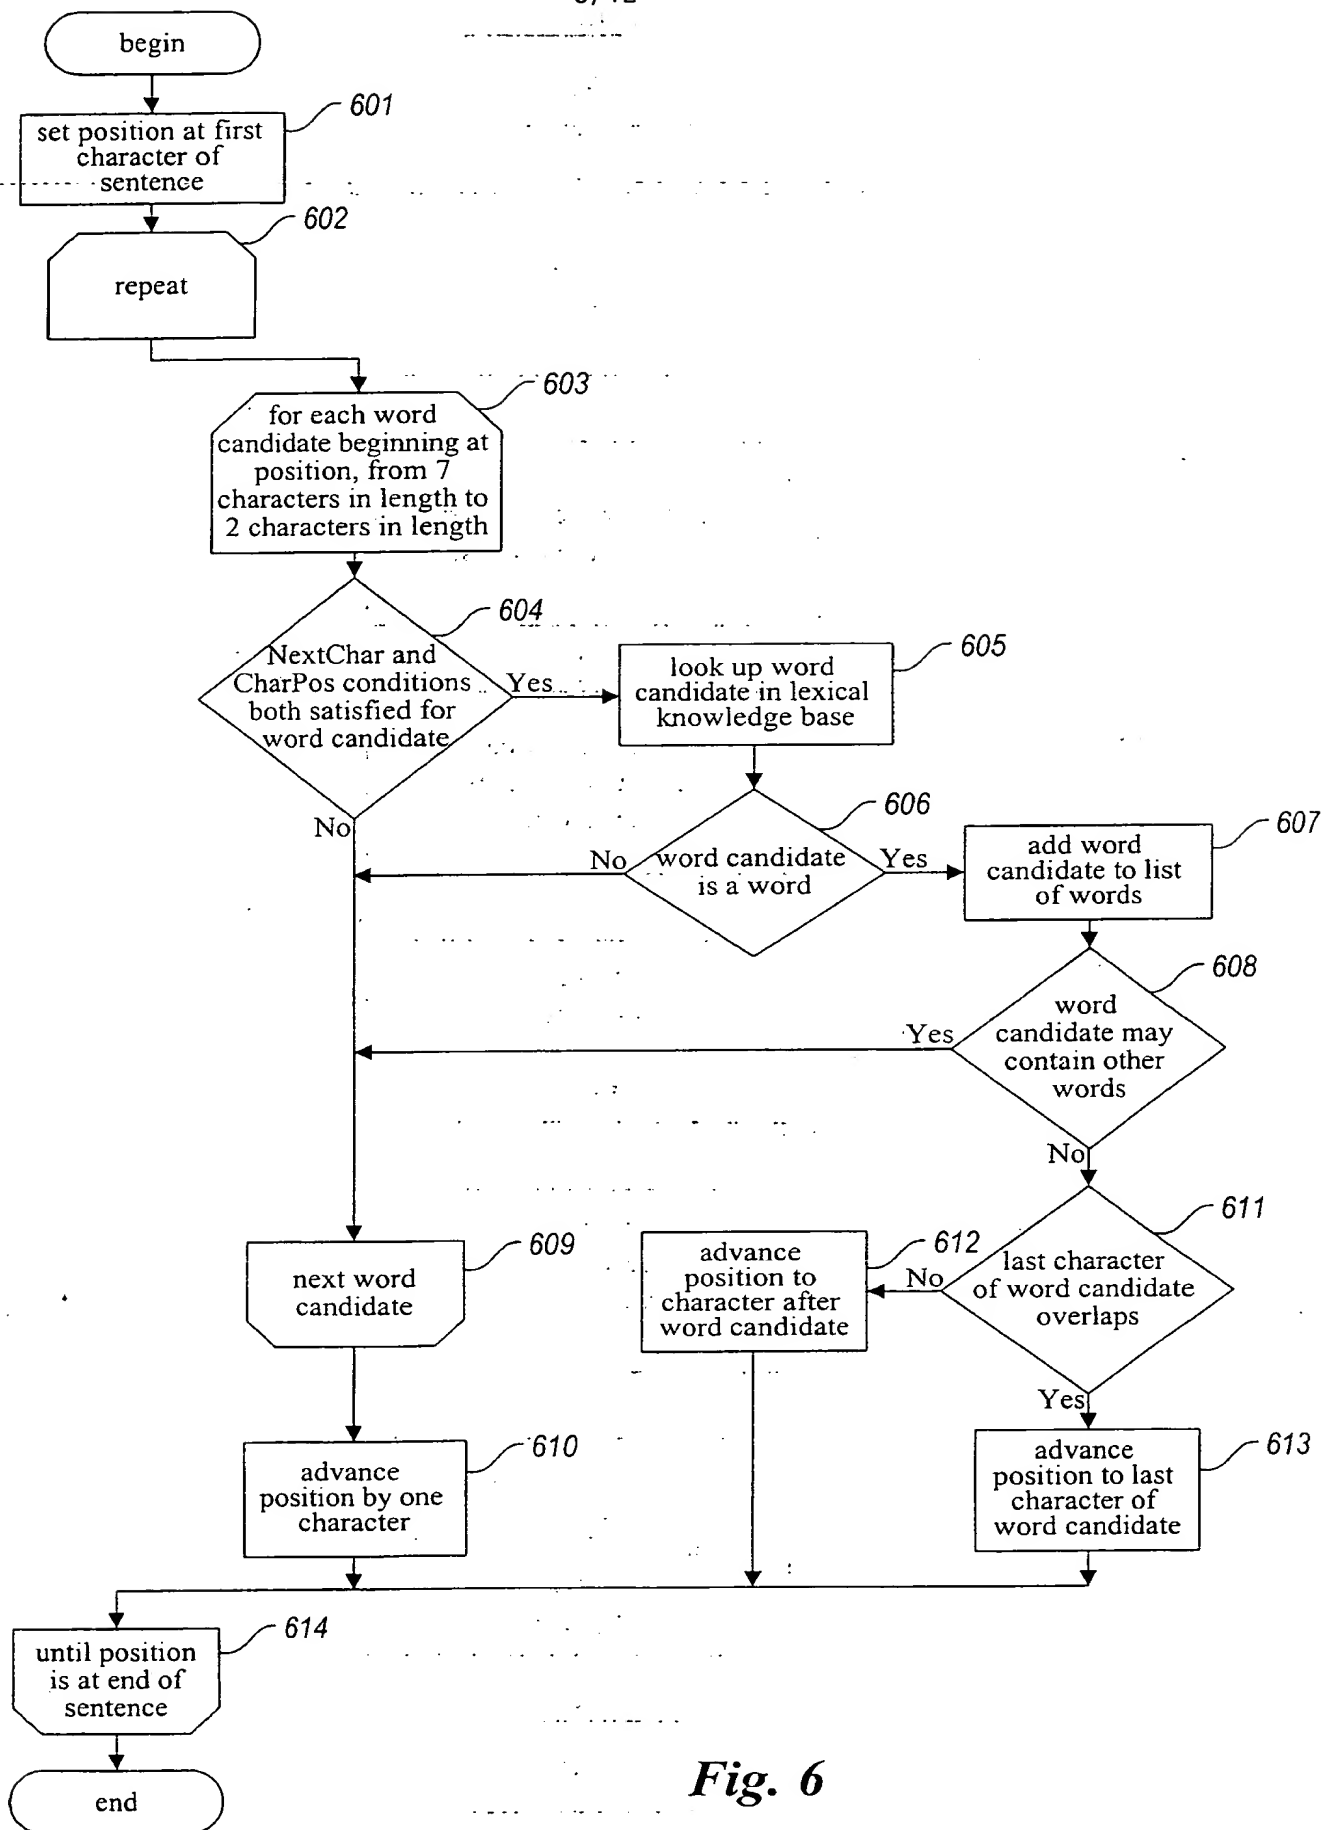 begin
601
set position at first
character of
sentence
602
repeat
603
for each word
candidate beginning at
position, from 7
characters in length to
2 characters in length
604
NextChar and
CharPos conditions
both satisfied for
word candidate
Yes
No
605
look up word
candidate in lexical
knowledge base
606
word candidate
is a word
No
Yes
607
add word
candidate to list
of words
608
word
candidate may
contain other
words
Yes
No
609
next word
candidate
611
last character
of word candidate
overlaps
No
Yes
612
advance
position to
character after
word candidate
610
advance
position by one
character
613
advance
position to last
character of
word candidate
614
until position
is at end of
sentence
end
Fig. 6